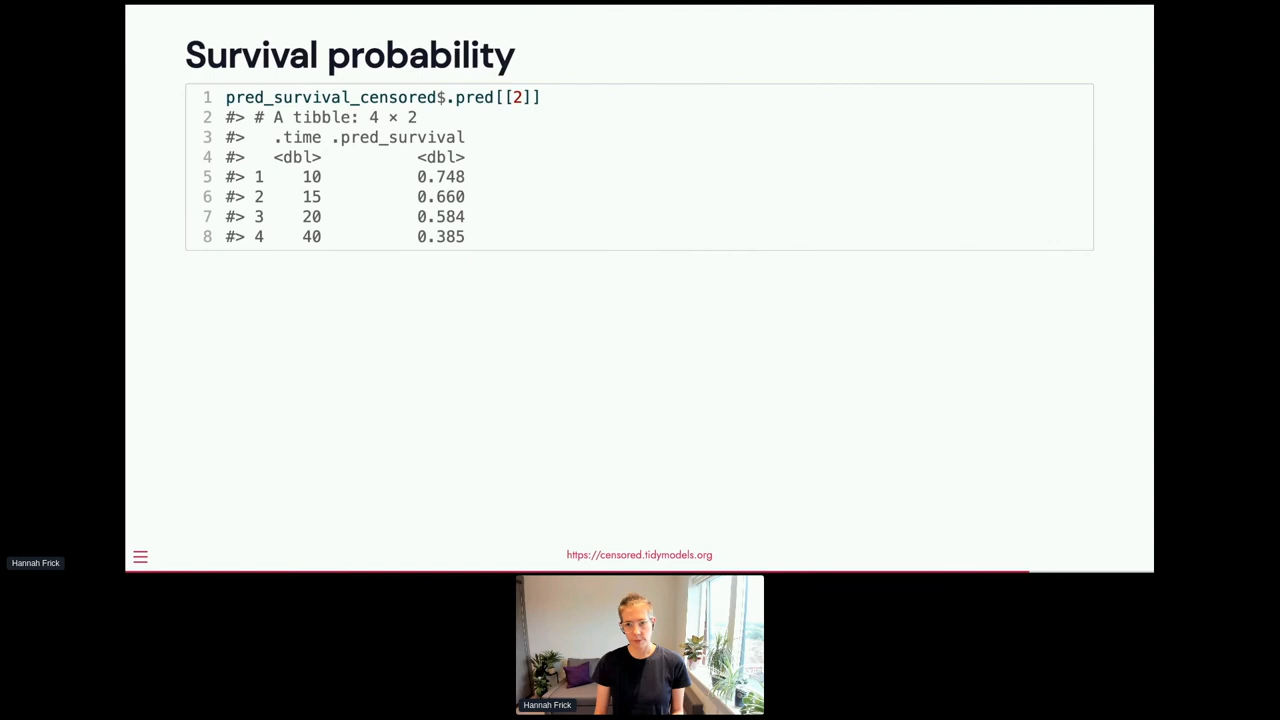 Survival probability
1 pred_survival_censored$.pred[[2]]
2 #> # A tibble: 4 × 2
3 #>   .time .pred_survival
4 #>   <dbl>          <dbl>
5 #> 1    10          0.748
6 #> 2    15          0.660
7 #> 3    20          0.584
8 #> 4    40          0.385
https://censored.tidymodels.org
Hannah Frick
Hannah Frick